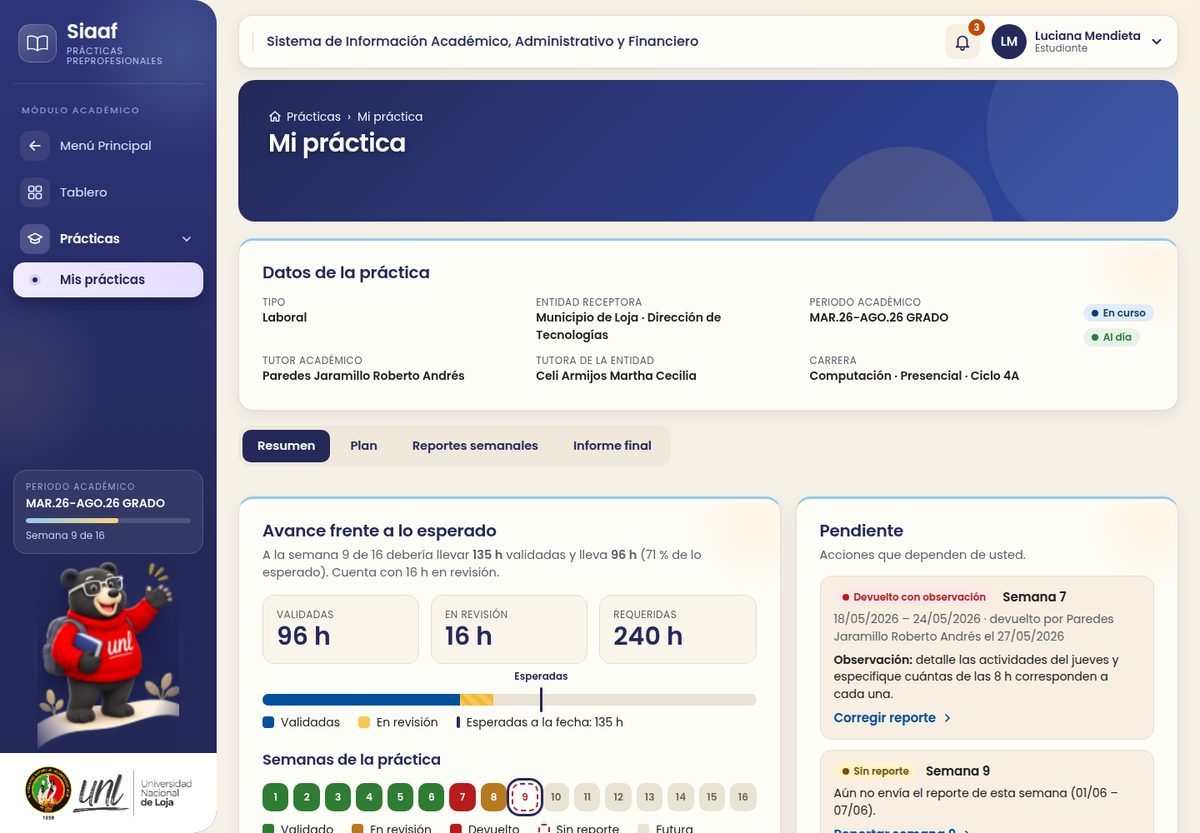 Siaaf
PRÁCTICAS
PREPROFESIONALES
MÓDULO ACADÉMICO
Menú Principal
Tablero
Prácticas
Mis prácticas
PERIODO ACADÉMICO
MAR.26-AGO.26 GRADO
Semana 9 de 16
unl
1859
unl
Universidad
Nacional
de Loja
Sistema de Información Académico, Administrativo y Financiero
3
LM
Luciana Mendieta
Estudiante
Prácticas › Mi práctica
Mi práctica
Datos de la práctica
TIPO
Laboral
ENTIDAD RECEPTORA
Municipio de Loja · Dirección de
Tecnologías
PERIODO ACADÉMICO
MAR.26-AGO.26 GRADO
En curso
Al día
TUTOR ACADÉMICO
Paredes Jaramillo Roberto Andrés
TUTORA DE LA ENTIDAD
Celi Armijos Martha Cecilia
CARRERA
Computación · Presencial · Ciclo 4A
Resumen
Plan
Reportes semanales
Informe final
Avance frente a lo esperado
A la semana 9 de 16 debería llevar 135 h validadas y lleva 96 h (71 % de lo
esperado). Cuenta con 16 h en revisión.
VALIDADAS
96 h
EN REVISIÓN
16 h
REQUERIDAS
240 h
Esperadas
Validadas
En revisión
Esperadas a la fecha: 135 h
Semanas de la práctica
1 2 3 4 5 6 7 8 9 10 11 12 13 14 15 16
Validado
En revisión
Devuelto
Sin reporte
Futura
Pendiente
Acciones que dependen de usted.
Devuelto con observación
Semana 7
18/05/2026 – 24/05/2026 · devuelto por Paredes
Jaramillo Roberto Andrés el 27/05/2026
Observación: detalle las actividades del jueves y
especifique cuántas de las 8 h corresponden a
cada una.
Corregir reporte
Sin reporte
Semana 9
Aún no envía el reporte de esta semana (01/06 –
07/06).
Reportar semana 9